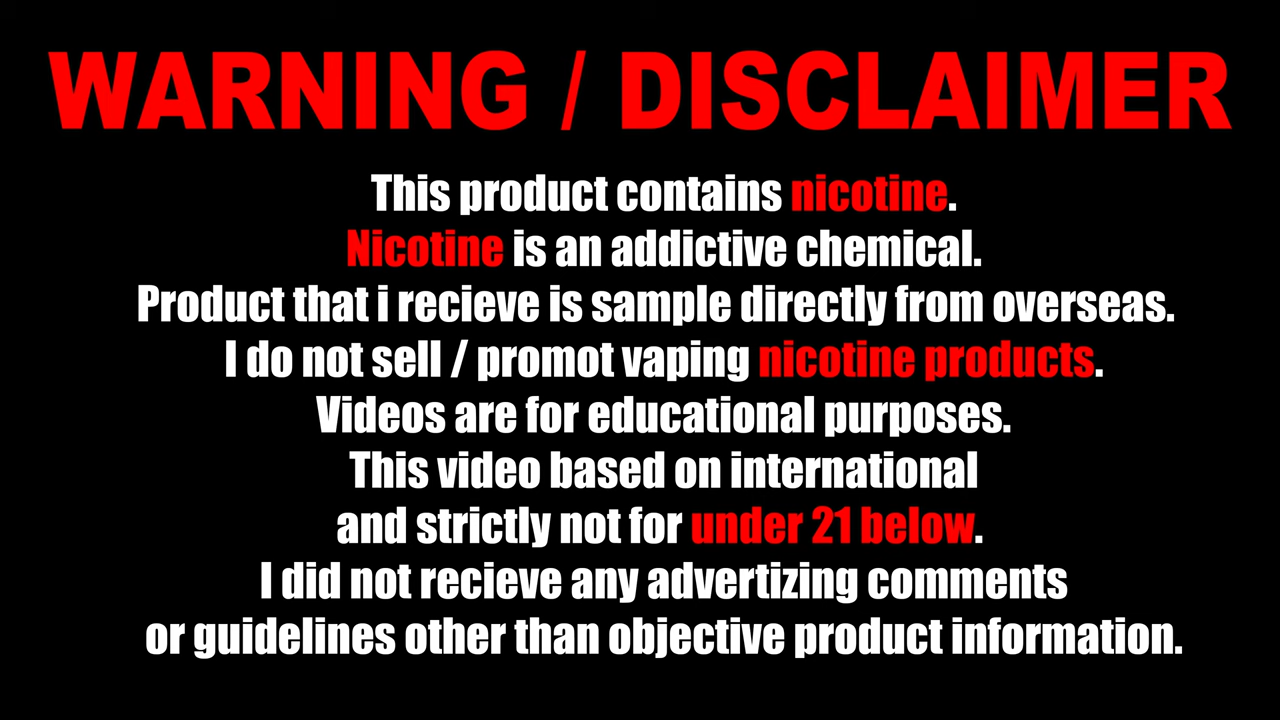 WARNING / DISCLAIMER
This product contains nicotine.
Nicotine is an addictive chemical.
Product that i recieve is sample directly from overseas.
I do not sell / promot vaping nicotine products.
Videos are for educational purposes.
This video based on international
and strictly not for under 21 below.
I did not recieve any advertizing comments
or guidelines other than objective product information.